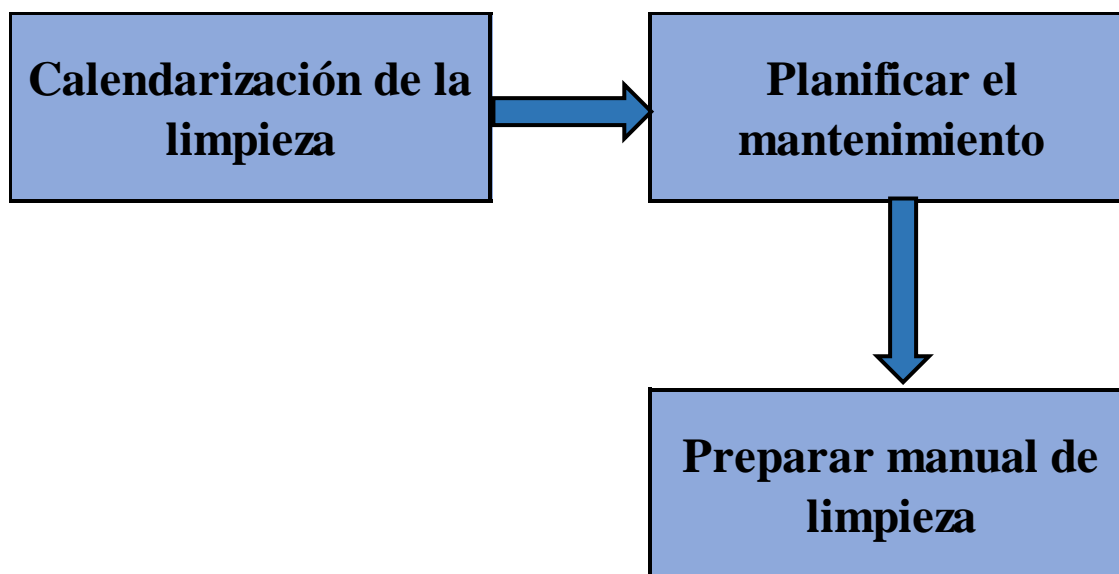 Calendarización de la
limpieza
Planificar el
mantenimiento
Preparar manual de
limpieza